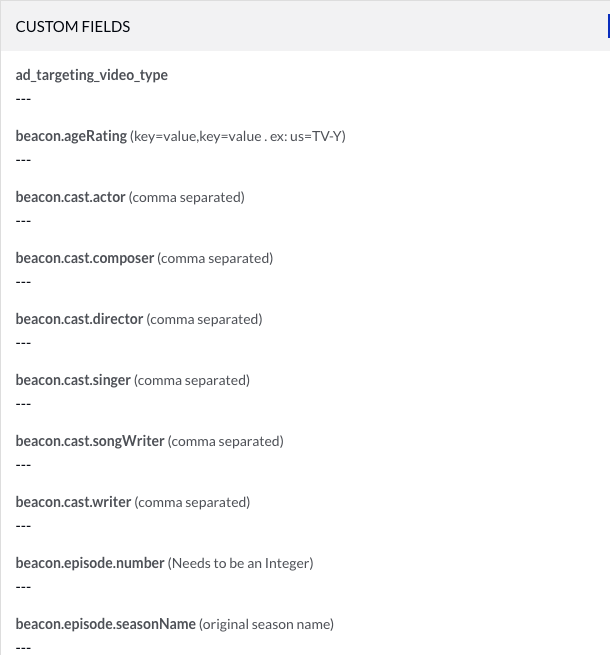 CUSTOM FIELDS
ad_targeting_video_type
---
beacon.ageRating (key=value,key=value . ex: us=TV-Y)
---
beacon.cast.actor (comma separated)
---
beacon.cast.composer (comma separated)
---
beacon.cast.director (comma separated)
---
beacon.cast.singer (comma separated)
---
beacon.cast.songWriter (comma separated)
---
beacon.cast.writer (comma separated)
---
beacon.episode.number (Needs to be an Integer)
---
beacon.episode.seasonName (original season name)
---